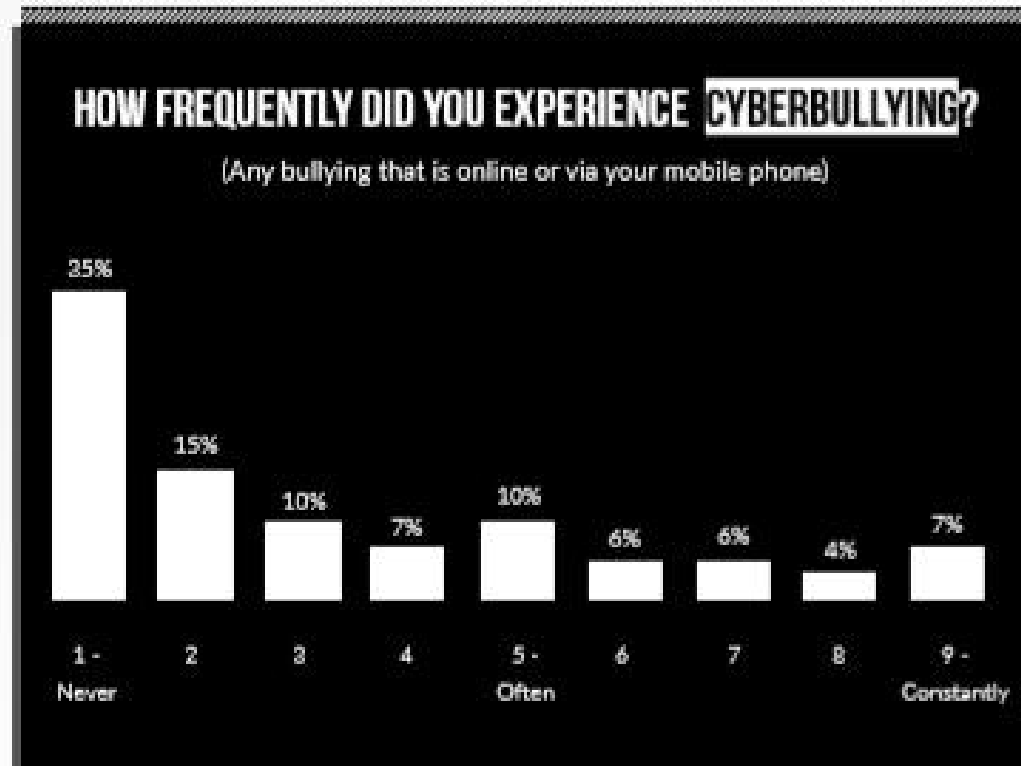 HOW FREQUENTLY DID YOU EXPERIENCE CYBERBULLYING?
(Any bullying that is online or via your mobile phone)
35%
15%
10%
7%
10%
6%
6%
4%
7%
1 - 2 3 4 5 - 6 7 8 9 -
Never Often Constantly